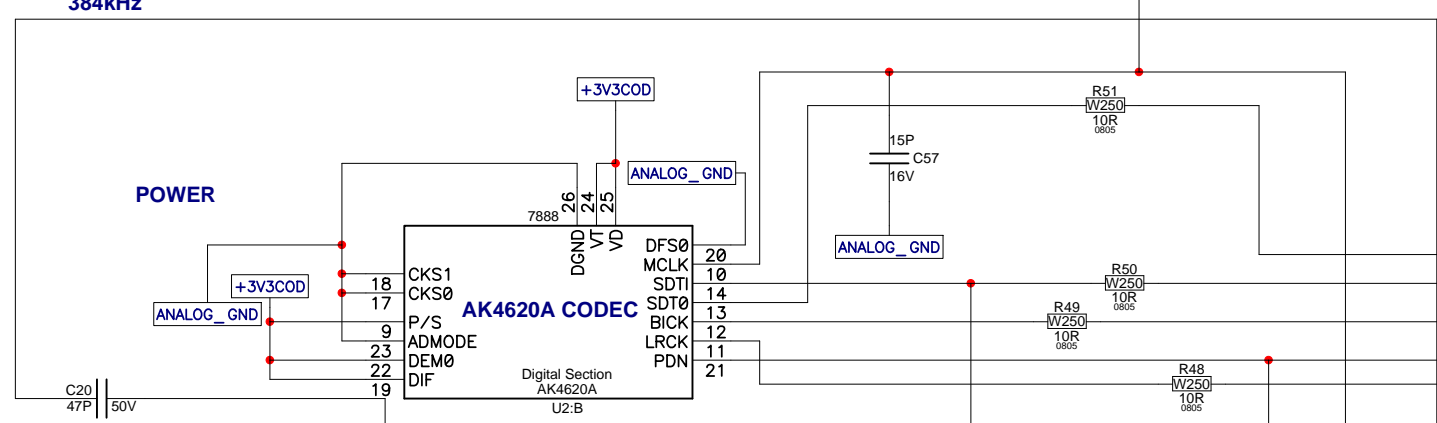 384kHz
+3V3COD
R51
W250
10R
0805
15P
C57
16V
ANALOG_GND
POWER
26
24
25
7888
DGND
VT
VD
DFS0
20
MCLK
10
SDTI
14
SDT0
13
BICK
12
LRCK
11
PDN
21
ANALOG_GND
CKS1
18
CKS0
17
+3V3COD
ANALOG_GND
P/S
9
ADMODE
23
DEM0
22
DIF
19
AK4620A CODEC
Digital Section
AK4620A
U2:B
R50
W250
10R
0805
R49
W250
10R
0805
R48
W250
10R
0805
C20
47P
50V